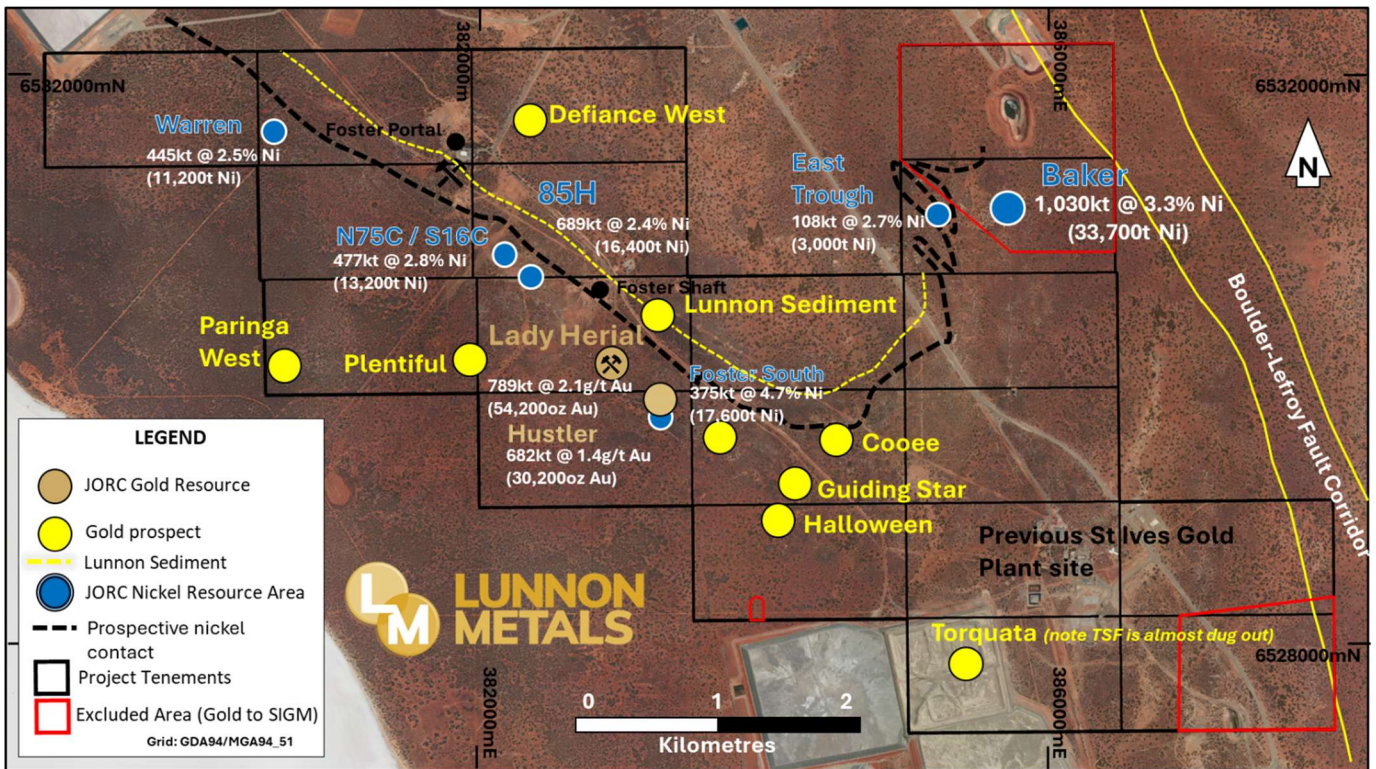 6532000mN
382000m
386000mE
6532000mN
Warren
445kt @ 2.5% Ni
(11,200t Ni)
Foster Portal
Defiance West
85H
689kt @ 2.4% Ni
(16,400t Ni)
East
Trough
108kt @ 2.7% Ni
(3,000t Ni)
Baker
1,030kt @ 3.3% Ni
(33,700t Ni)
N
N75C / S16C
477kt @ 2.8% Ni
(13,200t Ni)
Foster Shaft
Lunnon Sediment
Paringa
West
Plentiful
Lady Herial
789kt @ 2.1g/t Au
(54,200oz Au)
Foster South
375kt @ 4.7% Ni
(17,600t Ni)
Hustler
682kt @ 1.4g/t Au
(30,200oz Au)
Cooee
Guiding Star
Halloween
Boulder-Lefroy Fault Corridor
Previous St Ives Gold
Plant site
Torquata (note TSF is almost dug out)
6528000mN
382000mE
386000mE
LM
LUNNON
METALS
0 1 2
Kilometres
LEGEND
JORC Gold Resource
Gold prospect
Lunnon Sediment
JORC Nickel Resource Area
Prospective nickel
contact
Project Tenements
Excluded Area (Gold to SIGM)
Grid: GDA94/MGA94_51